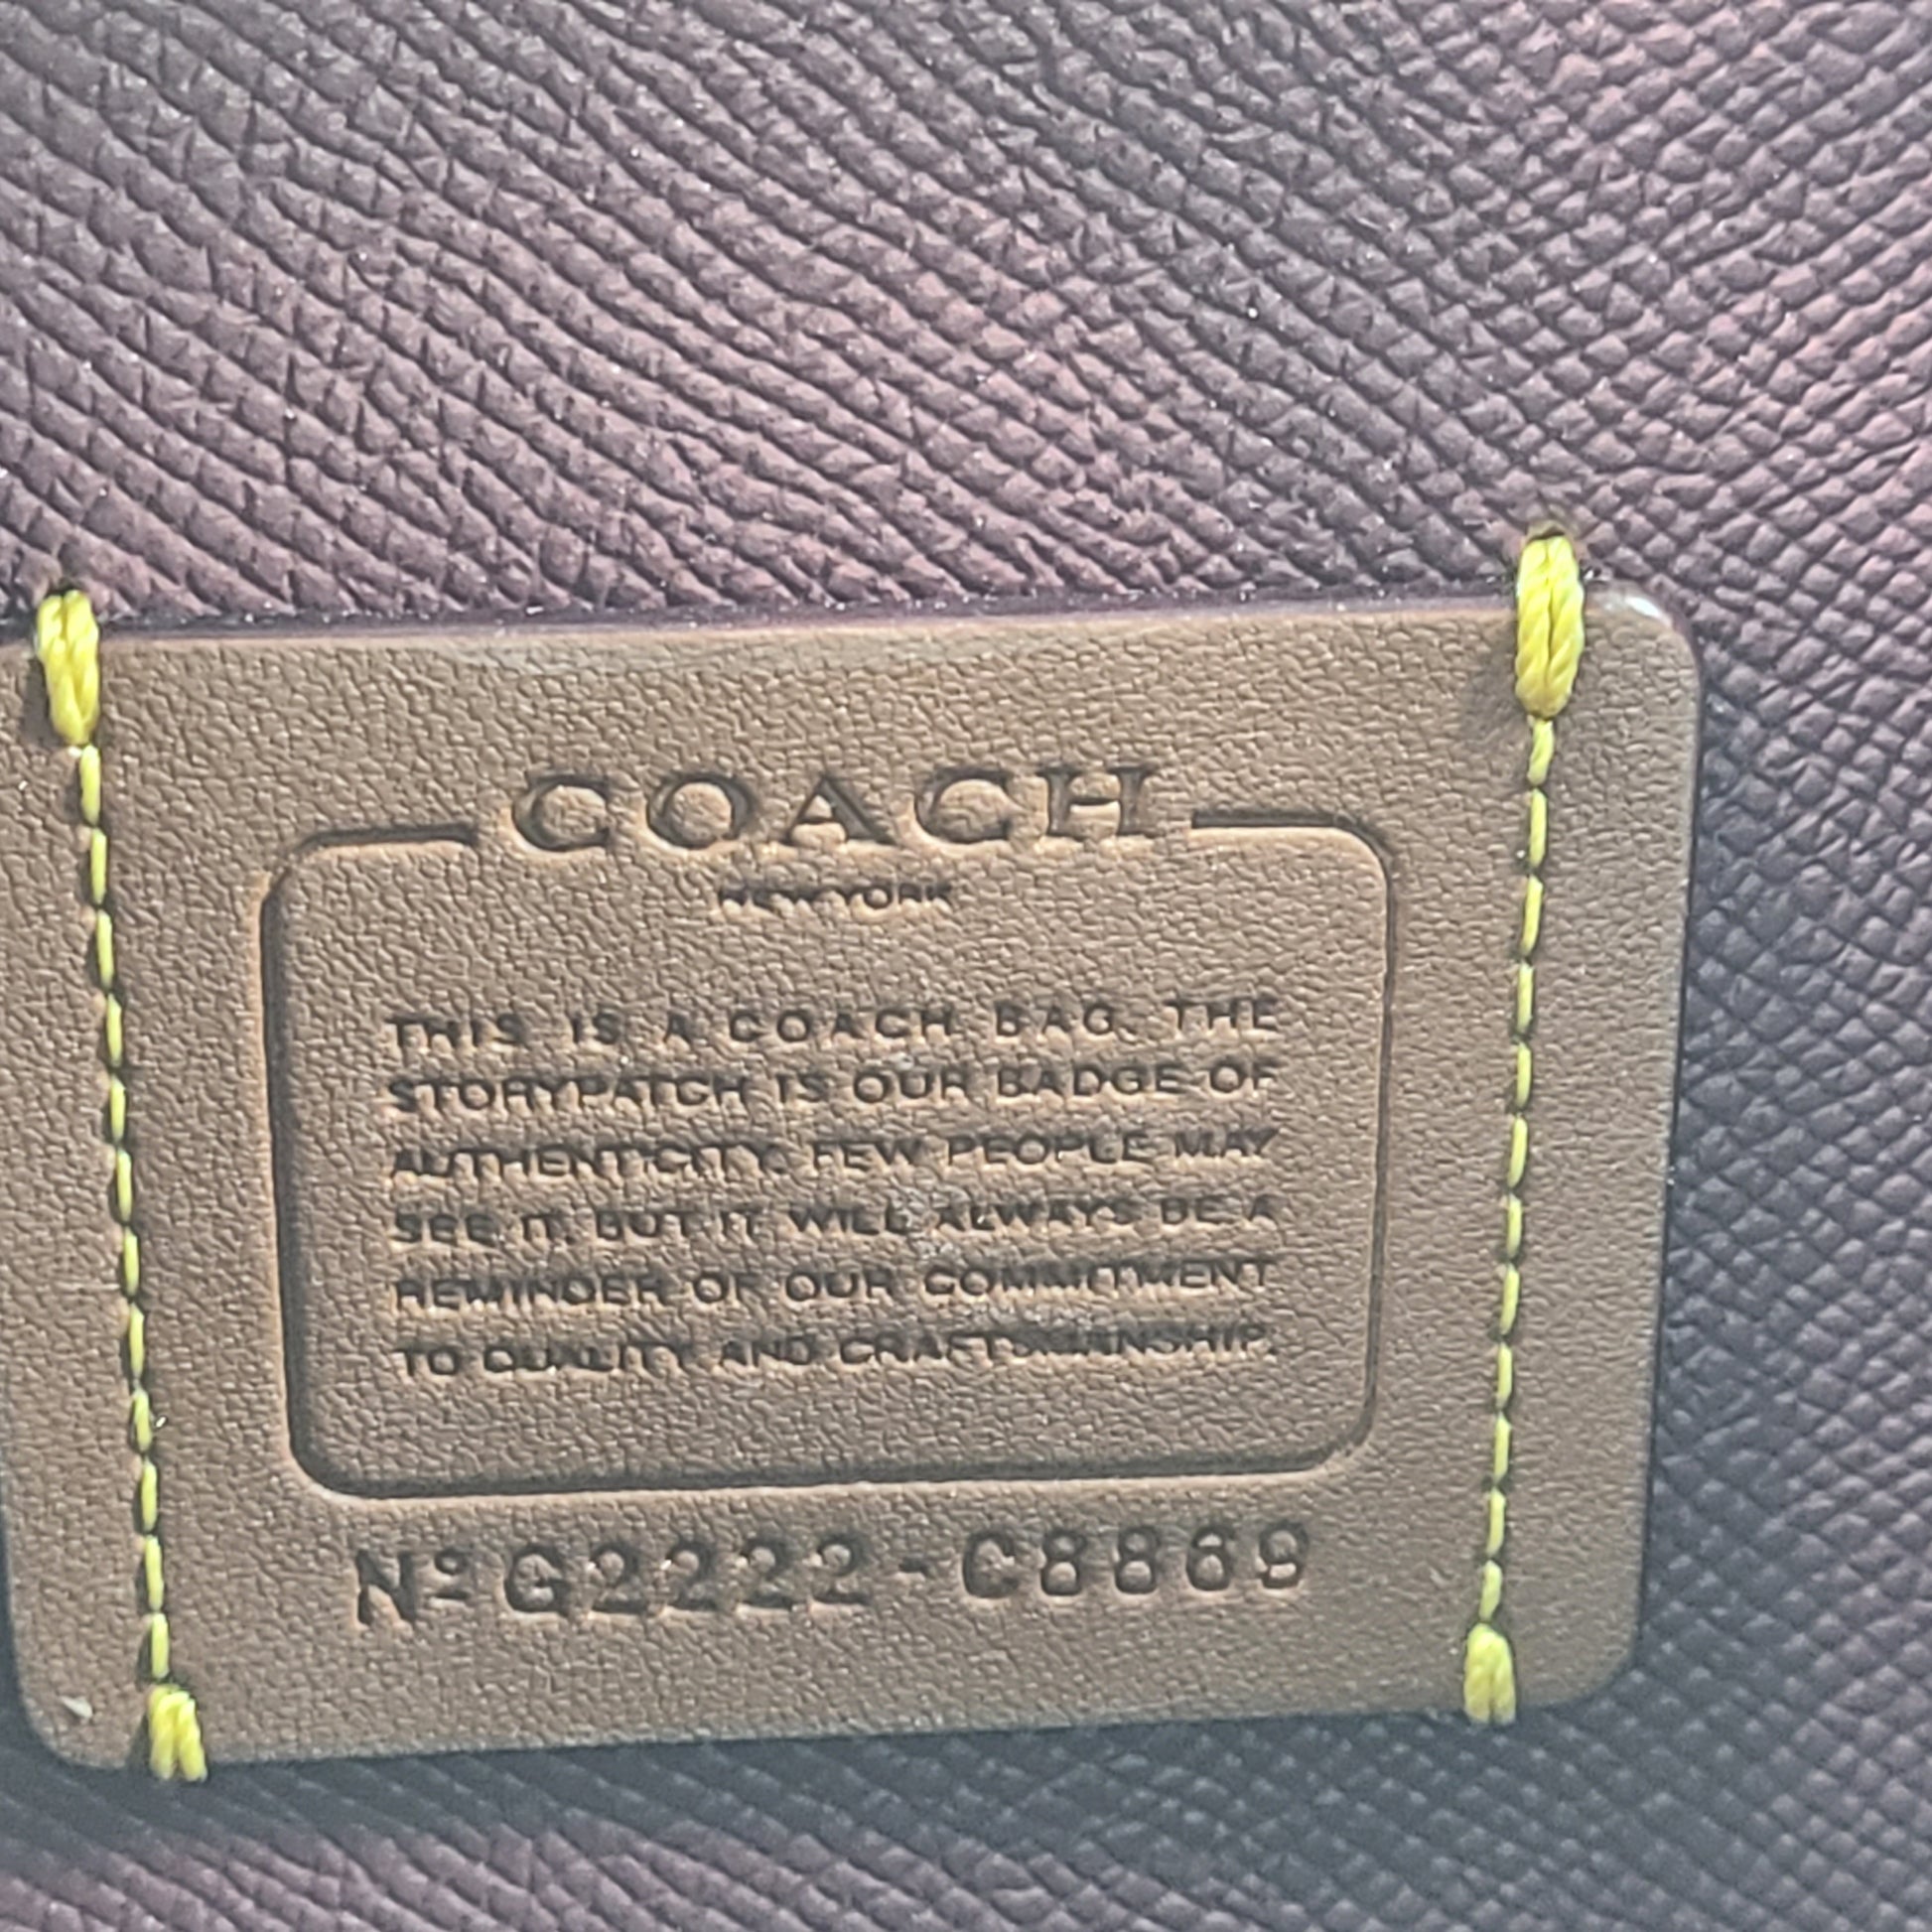 COACH
NEW YORK
THIS IS A COACH BAG. THE
STORYPATCH IS OUR BADGE OF
AUTHENTICITY. FEW PEOPLE MAY
SEE IT, BUT IT WILL ALWAYS BE A
REMINDER OF OUR COMMITMENT
TO QUALITY AND CRAFTSMANSHIP.
Nº G2222-C8869